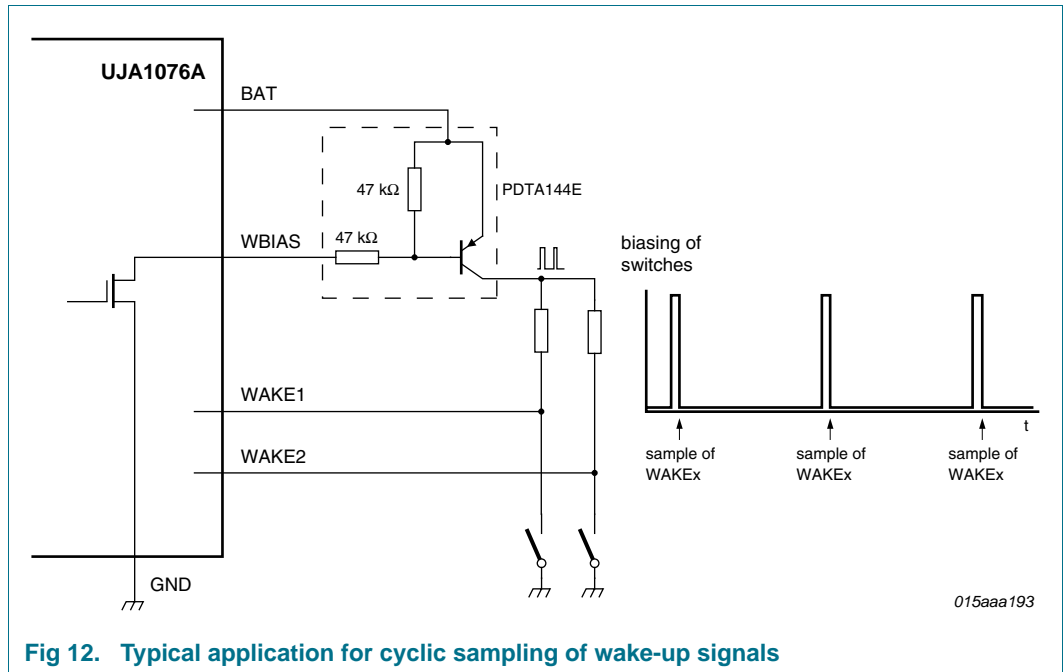 UJA1076A
BAT
47 kΩ
PDTA144E
WBIAS
47 kΩ
biasing of
switches
WAKE1
t
WAKE2
sample of
WAKEx
sample of
WAKEx
sample of
WAKEx
GND
015aaa193
Fig 12. Typical application for cyclic sampling of wake-up signals